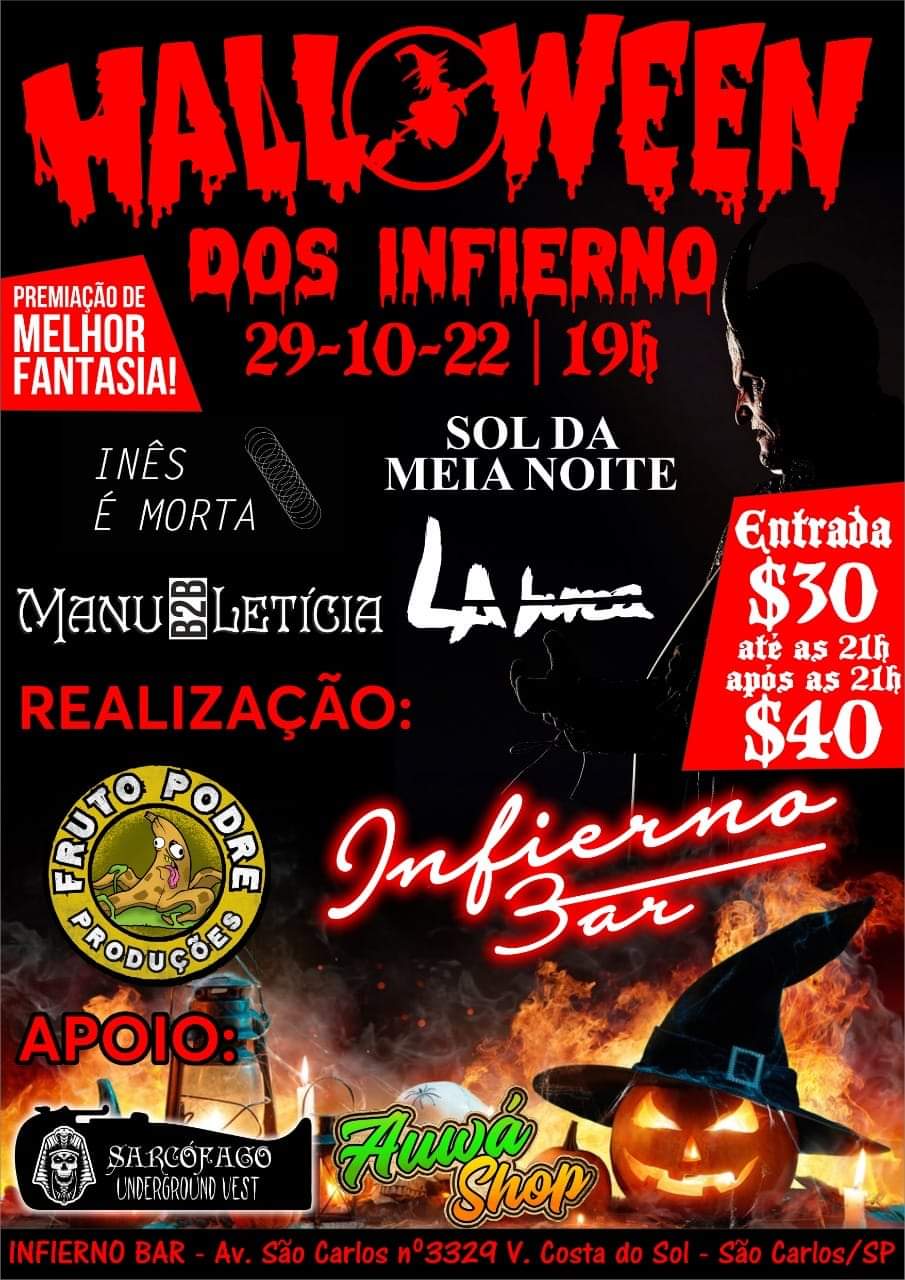 HALLOWEEN
DOS INFIERNO
29-10-22 | 19h
PREMIAÇÃO DE
MELHOR
FANTASIA!
INÊS
É MORTA
SOL DA
MEIA NOITE
MANU B2B LETÍCIA
LA Juma
Entrada
$30
até as 21h
após as 21h
$40
REALIZAÇÃO:
FRUTO PODRE
PRODUÇÕES
Infierno
Bar
APOIO:
SARCÓFAGO
UNDERGROUND VEST
Auwá
Shop
INFIERNO BAR - Av. São Carlos nº3329 V. Costa do Sol - São Carlos/SP